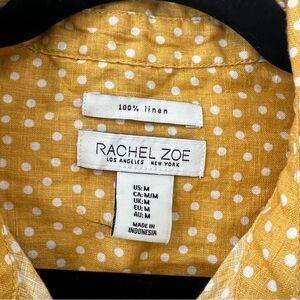 100% linen
RACHEL ZOE
LOS ANGELES NEW YORK
US: M
CA: M/M
UK: M
EU: M
AU: M
MADE IN
INDONESIA